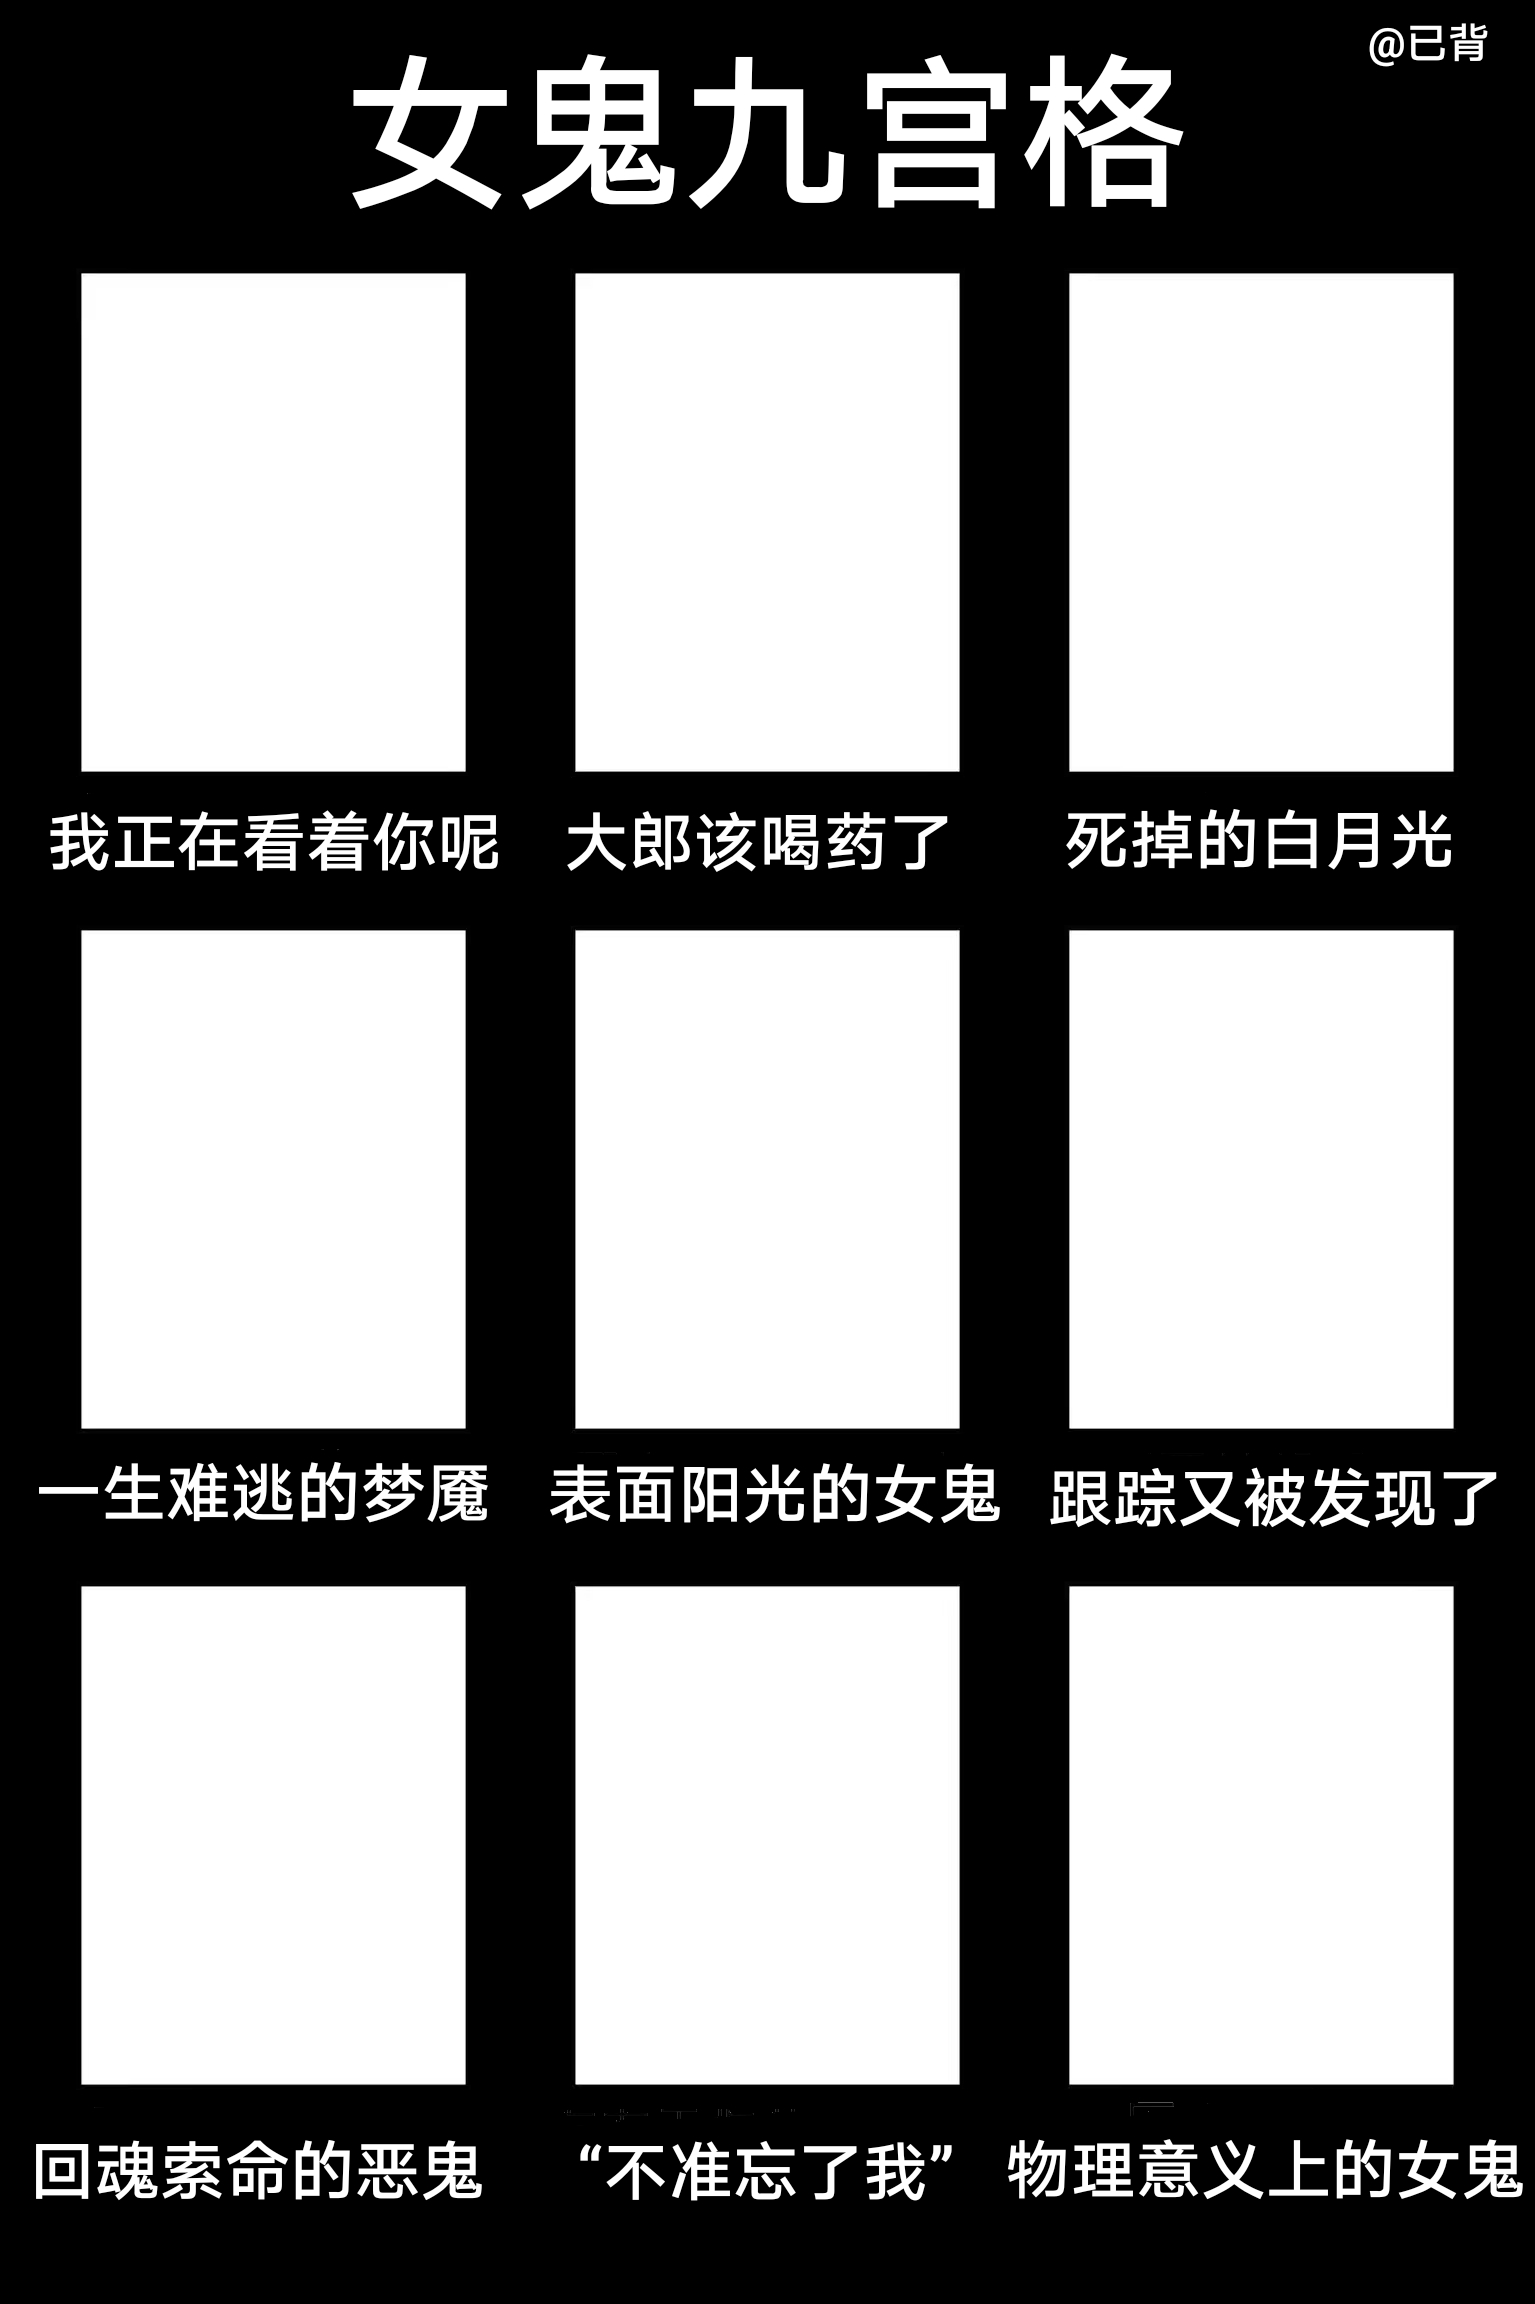 @已背
女鬼九宫格
我正在看着你呢
大郎该喝药了
死掉的白月光
一生难逃的梦魇
表面阳光的女鬼
跟踪又被发现了
回魂索命的恶鬼
“不准忘了我”
物理意义上的女鬼